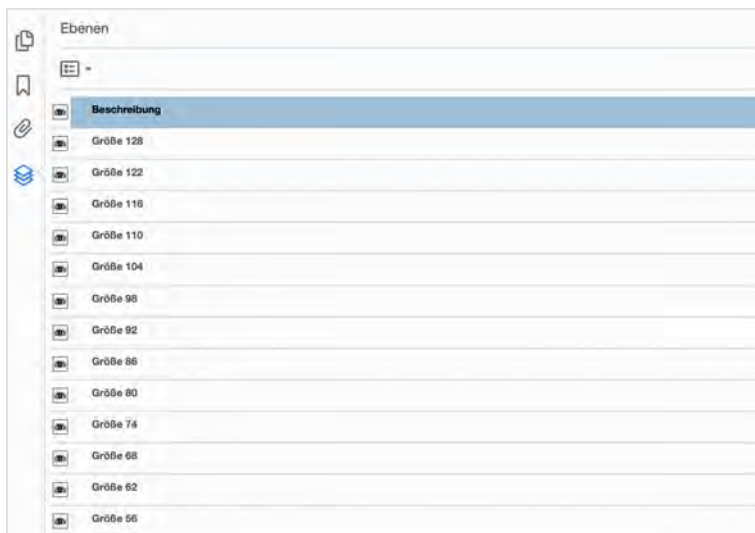 Ebenen
Beschreibung
Größe 128
Größe 122
Größe 116
Größe 110
Größe 104
Größe 98
Größe 92
Größe 86
Größe 80
Größe 74
Größe 68
Größe 62
Größe 56